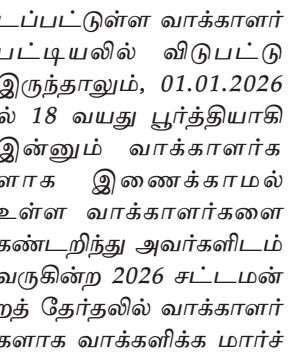 டப்பட்டுள்ள வாக்காளர்
பட்டியலில் விடுபட்டு
இருந்தாலும், 01.01.2026
ல் 18 வயது பூர்த்தியாகி
இன்னும் வாக்காளர்க
ளாக இணைக்காமல்
உள்ள வாக்காளர்களை
கண்டறிந்து அவர்களிடம்
வருகின்ற 2026 சட்டமன்
றத் தேர்தலில் வாக்காளர்
களாக வாக்களிக்க மார்ச்